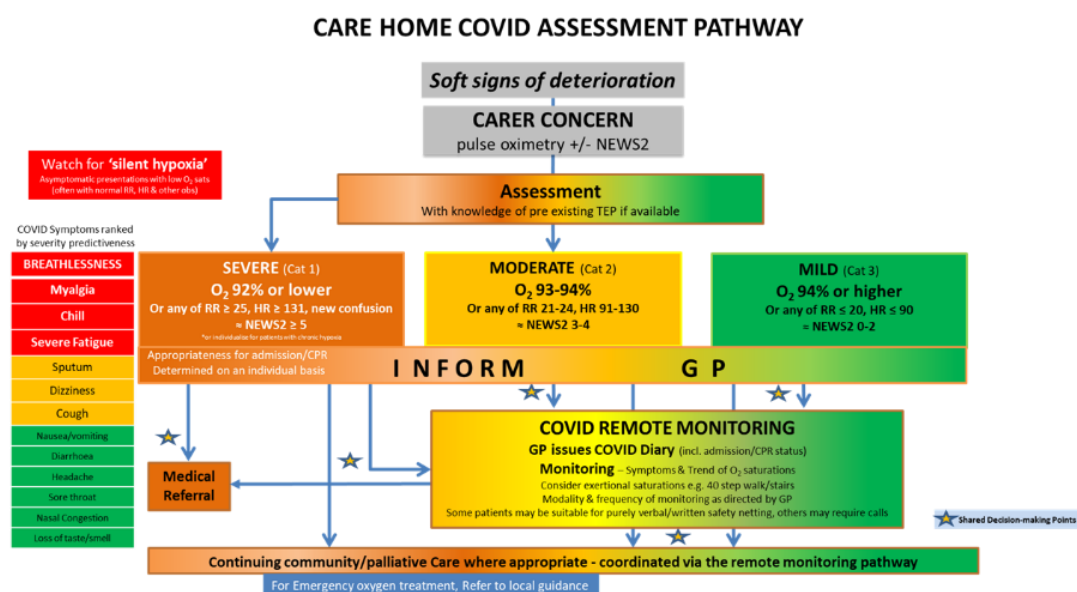 CARE HOME COVID ASSESSMENT PATHWAY
Soft signs of deterioration
CARER CONCERN
pulse oximetry +/- NEWS2
Watch for 'silent hypoxia'
Asymptomatic presentations with low O₂ sats
(often with normal RR, HR & other obs)
Assessment
With knowledge of pre existing TEP if available
COVID Symptoms ranked
by severity predictiveness
BREATHLESSNESS
Myalgia
Chill
Severe Fatigue
Sputum
Dizziness
Cough
Nausea/vomiting
Diarrhoea
Headache
Sore throat
Nasal Congestion
Loss of taste/smell
SEVERE (Cat 1)
O₂ 92% or lower
Or any of RR ≥ 25, HR ≥ 131, new confusion
≈ NEWS2 ≥ 5
*or individualise for patients with chronic hypoxia
MODERATE (Cat 2)
O₂ 93-94%
Or any of RR 21-24, HR 91-130
≈ NEWS2 3-4
MILD (Cat 3)
O₂ 94% or higher
Or any of RR ≤ 20, HR ≤ 90
≈ NEWS2 0-2
Appropriateness for admission/CPR
Determined on an individual basis
INFORM GP
Medical
Referral
COVID REMOTE MONITORING
GP issues COVID Diary (incl. admission/CPR status)
Monitoring – Symptoms & Trend of O₂ saturations
Consider exertional saturations e.g. 40 step walk/stairs
Modality & frequency of monitoring as directed by GP
Some patients may be suitable for purely verbal/written safety netting, others may require calls
Shared Decision-making Points
Continuing community/palliative Care where appropriate - coordinated via the remote monitoring pathway
For Emergency oxygen treatment, Refer to local guidance